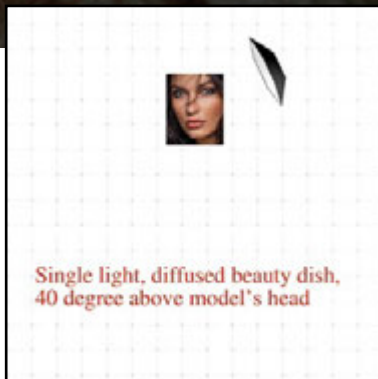 Single light, diffused beauty dish,
40 degree above model's head